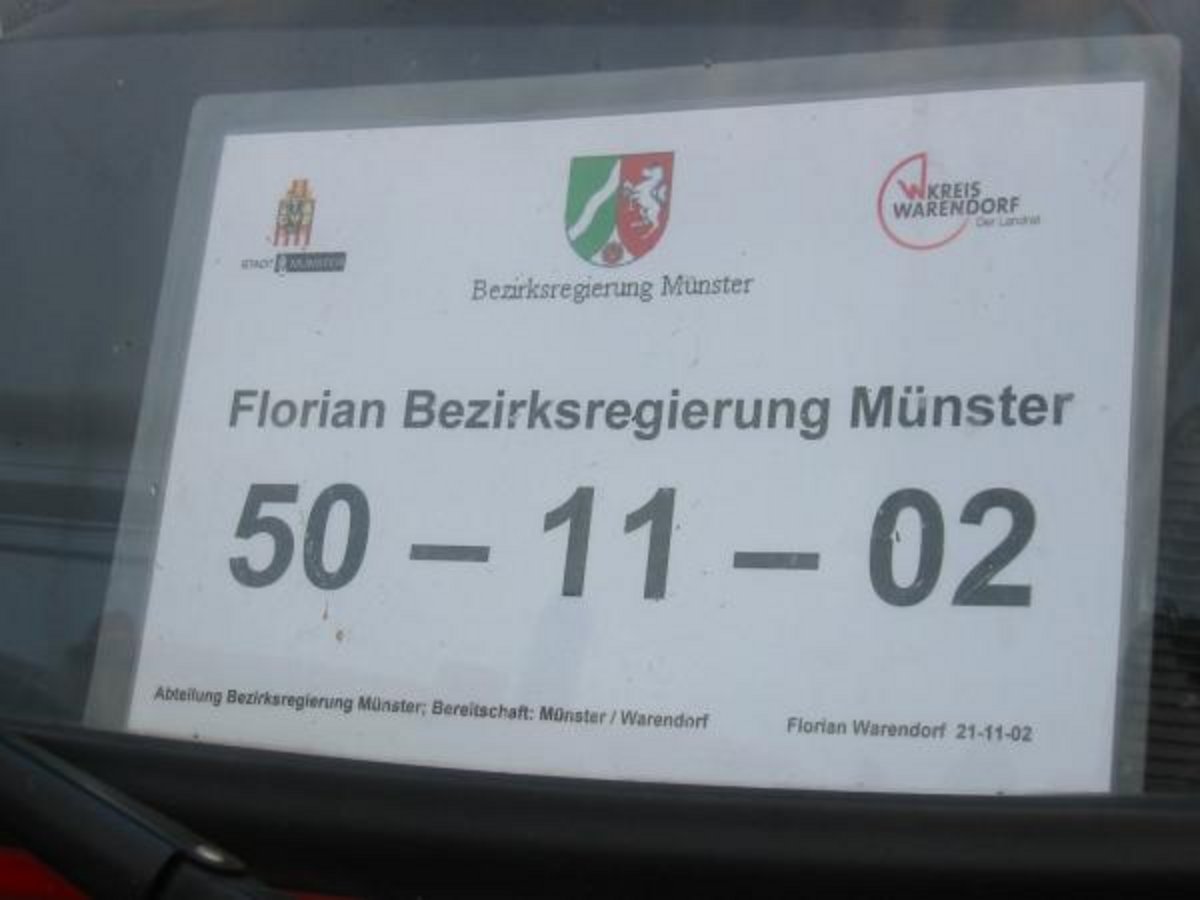 STADT MÜNSTER
Bezirksregierung Münster
KREIS
WARENDORF
Der Landrat
Florian Bezirksregierung Münster
50 – 11 – 02
Abteilung Bezirksregierung Münster; Bereitschaft: Münster / Warendorf
Florian Warendorf 21-11-02